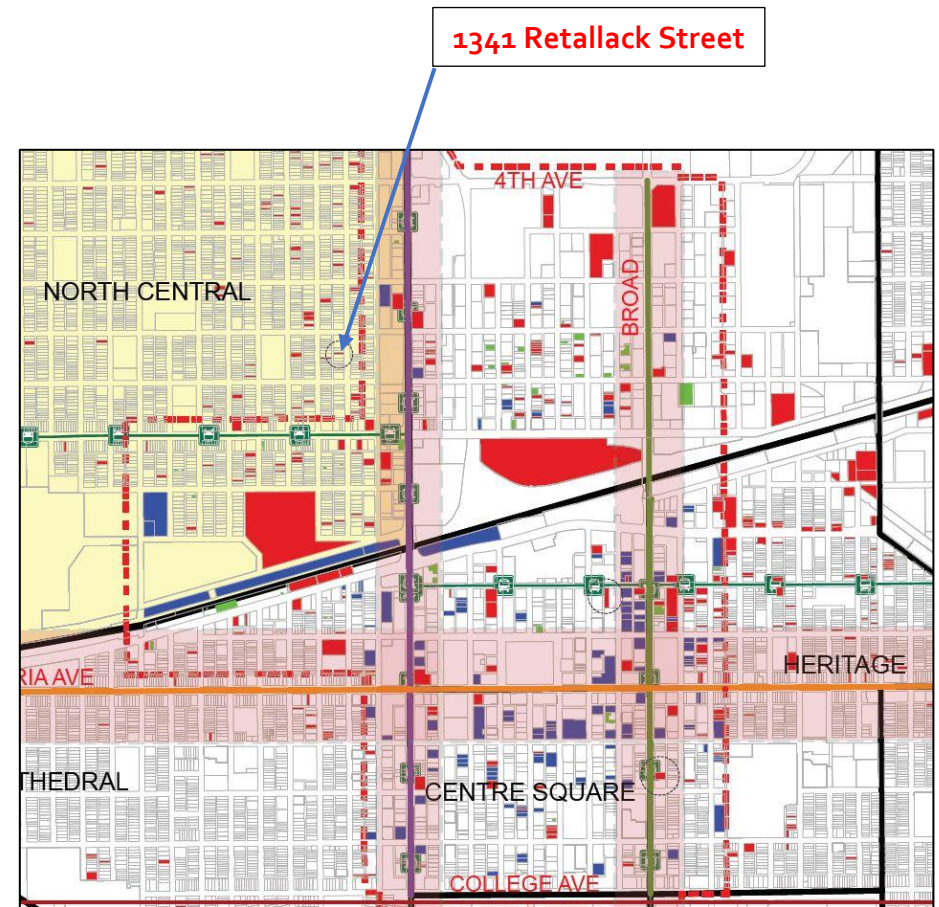 1341 Retallack Street
4TH AVE
NORTH CENTRAL
BROAD
RIA AVE
HERITAGE
THEDRAL
CENTRE SQUARE
COLLEGE AVE